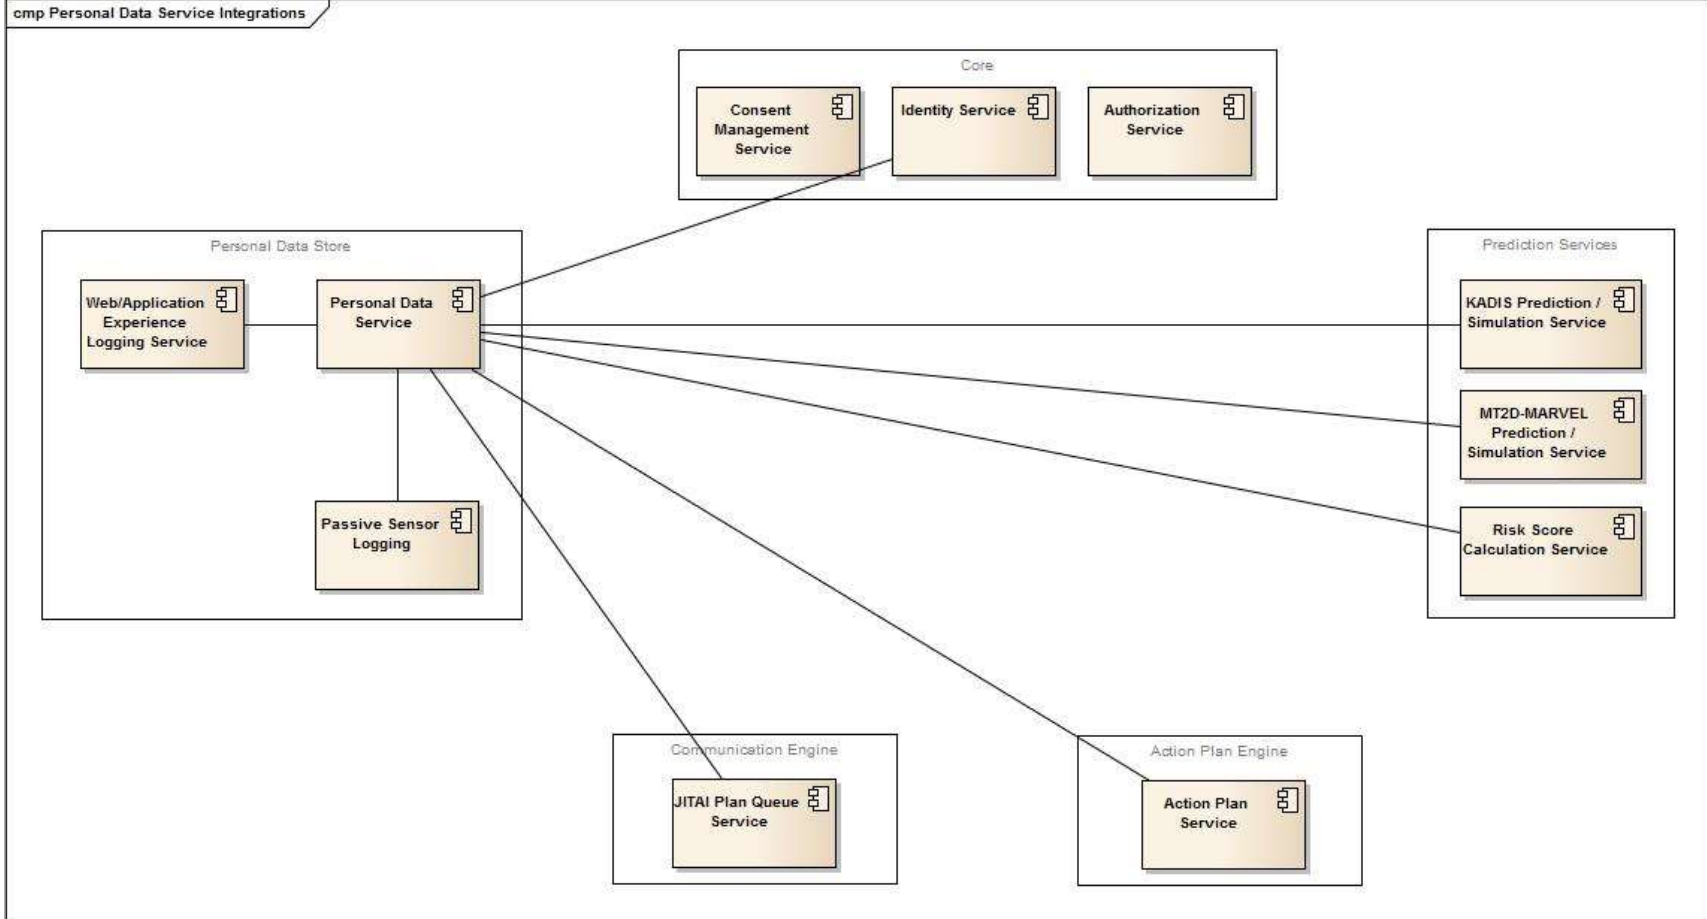 cmp Personal Data Service Integrations
Core
Consent
Management
Service
Identity Service
Authorization
Service
Personal Data Store
Web/Application
Experience
Logging Service
Personal Data
Service
Passive Sensor
Logging
Prediction Services
KADIS Prediction /
Simulation Service
MT2D-MARVEL
Prediction /
Simulation Service
Risk Score
Calculation Service
Communication Engine
JITAI Plan Queue
Service
Action Plan Engine
Action Plan
Service